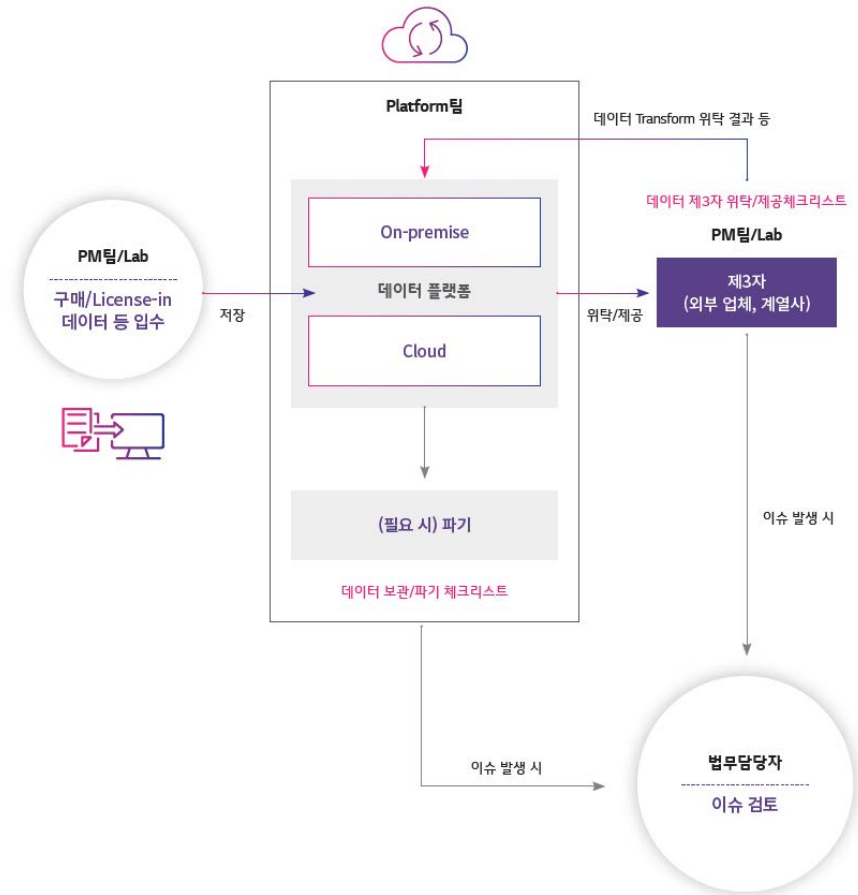 Platform팀
데이터 Transform 위탁 결과 등
데이터 제3자 위탁/제공체크리스트
PM팀/Lab
구매/License-in
데이터 등 입수
저장
On-premise
데이터 플랫폼
Cloud
위탁/제공
PM팀/Lab
제3자
(외부 업체, 계열사)
(필요 시) 파기
데이터 보관/파기 체크리스트
이슈 발생 시
이슈 발생 시
법무담당자
이슈 검토